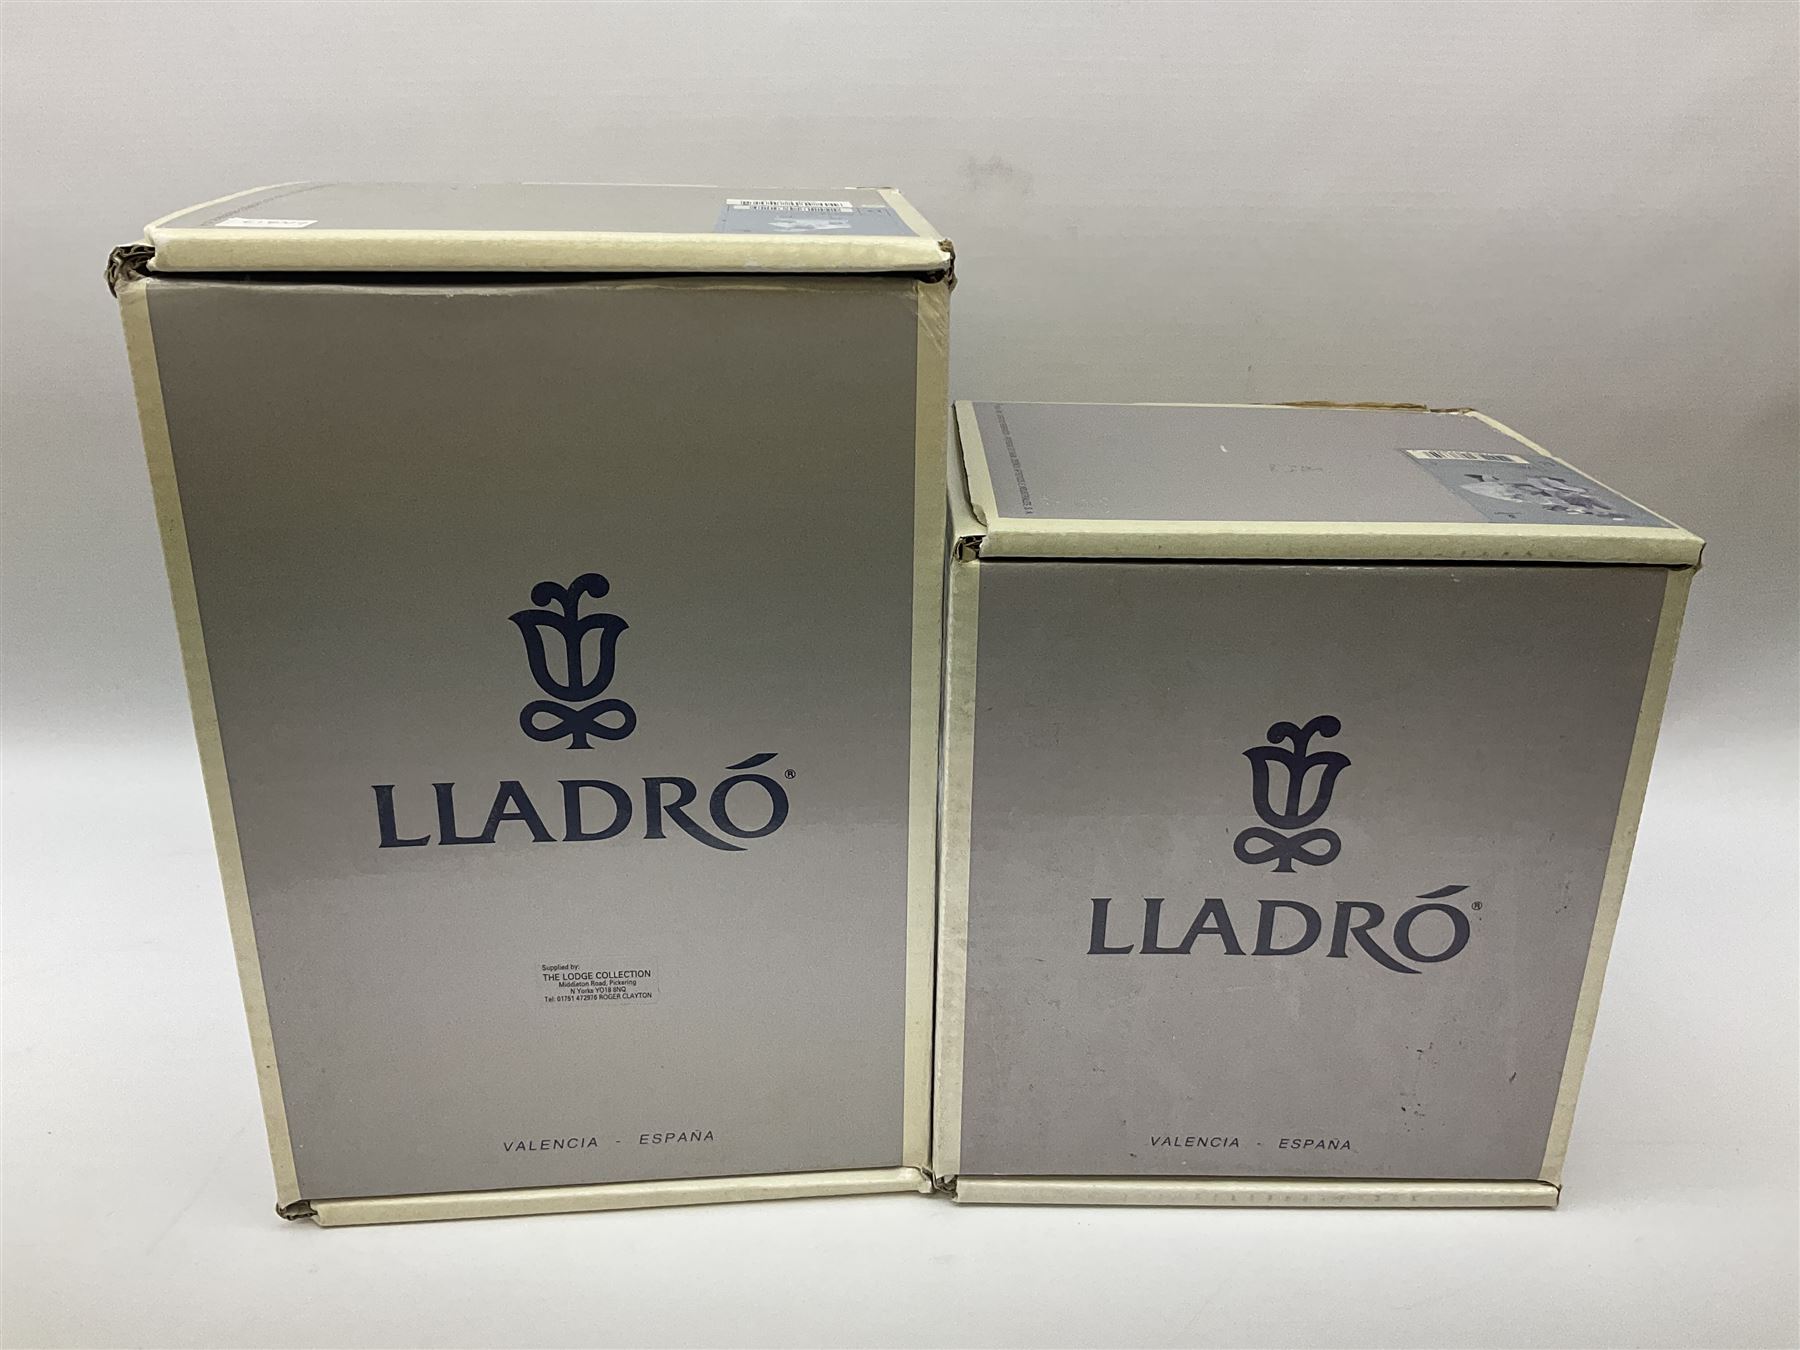 LLADRÓ®
Supplied by:
THE LODGE COLLECTION
Middleton Road, Pickering
N Yorks YO18 8NQ
Tel: 01751 472976 ROGER CLAYTON
VALENCIA - ESPAÑA
LLADRÓ®
VALENCIA - ESPAÑA